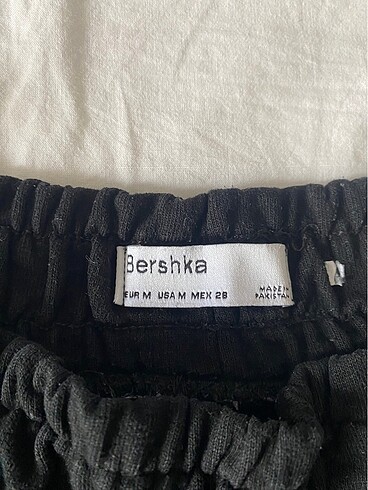 Bershka
EUR M USA M MEX 28
MADE IN
PAKISTAN